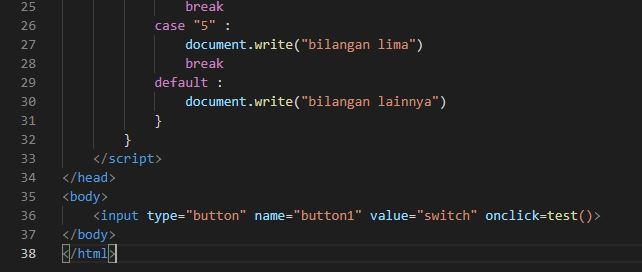 25 break
26 case "5" :
27 document.write("bilangan lima")
28 break
29 default :
30 document.write("bilangan lainnya")
31 }
32 }
33 </script>
34 </head>
35 <body>
36 <input type="button" name="button1" value="switch" onclick=test()>
37 </body>
38 </html>